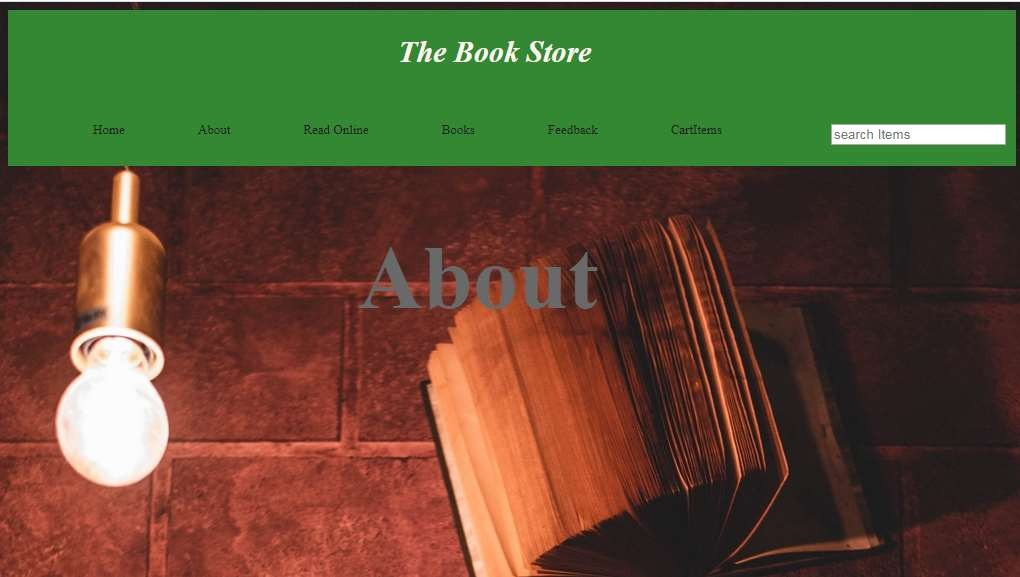 The Book Store
Home About Read Online Books Feedback CartItems search Items
About